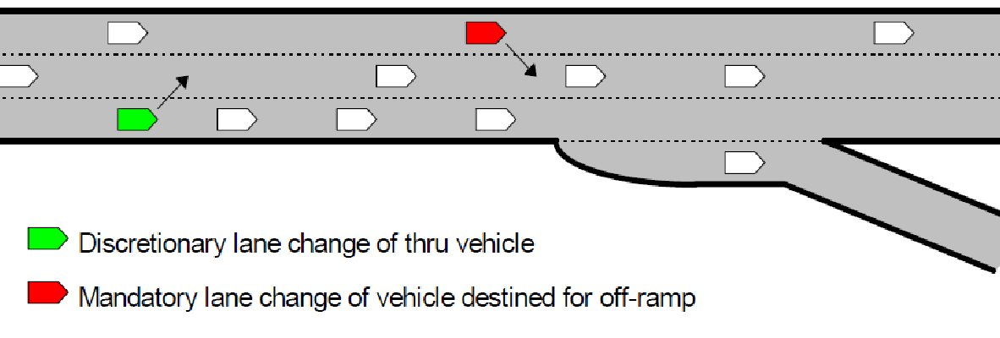 Discretionary lane change of thru vehicle
Mandatory lane change of vehicle destined for off-ramp